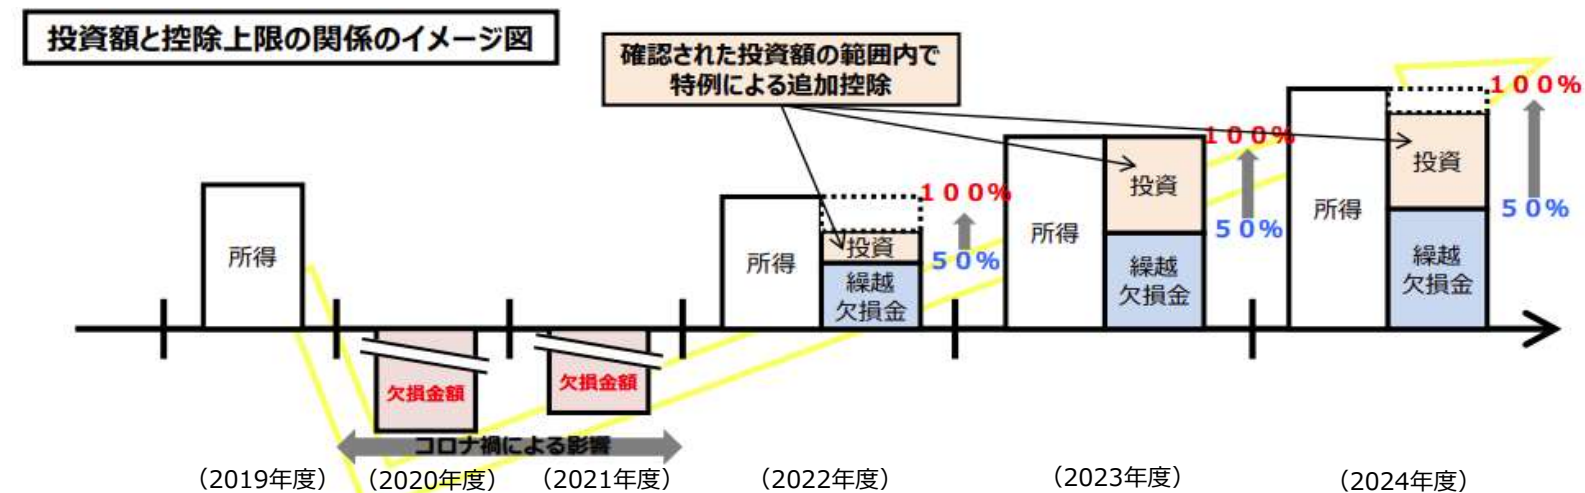 投資額と控除上限の関係のイメージ図
確認された投資額の範囲内で
特例による追加控除
所得
欠損金額
欠損金額
コロナ禍による影響
所得
投資
繰越
欠損金
100%
50%
所得
投資
繰越
欠損金
100%
50%
所得
投資
繰越
欠損金
100%
50%
(2019年度)
(2020年度)
(2021年度)
(2022年度)
(2023年度)
(2024年度)